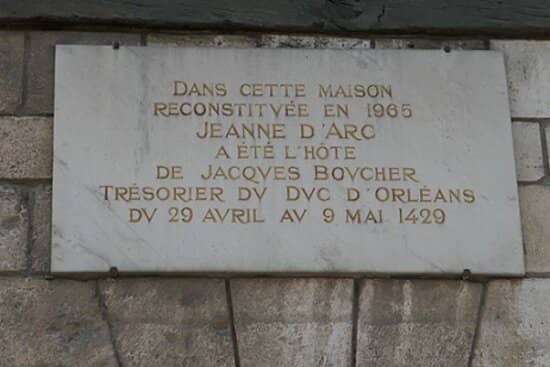 DANS CETTE MAISON
RECONSTITVÉE EN 1965
JEANNE D'ARC
A ÉTÉ L'HÔTE
DE JACQVES BOVCHER
TRÉSORIER DV DVC D'ORLÉANS
DV 29 AVRIL AV 9 MAI 1429